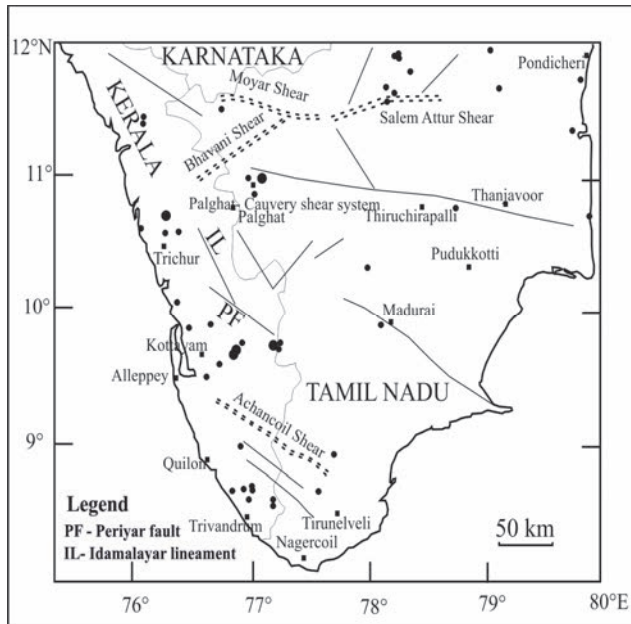 12°N
KARNATAKA
Pondicheri
Moyar Shear
KERALA
Bhavani Shear
Salem Attur Shear
11°
Palghar - Cauvery shear system
Palghat
Thiruchirapalli
Thanjavoor
IL
Trichur
Pudukkotti
10°
PF
Madurai
Kottayam
Alleppey
TAMIL NADU
Achancoil Shear
9°
Quilon
Legend
PF - Periyar fault
IL- Idamalayar lineament
Trivandrum
Tirunelveli
Nagercoil
50 km
76° 77° 78° 79° 80°E